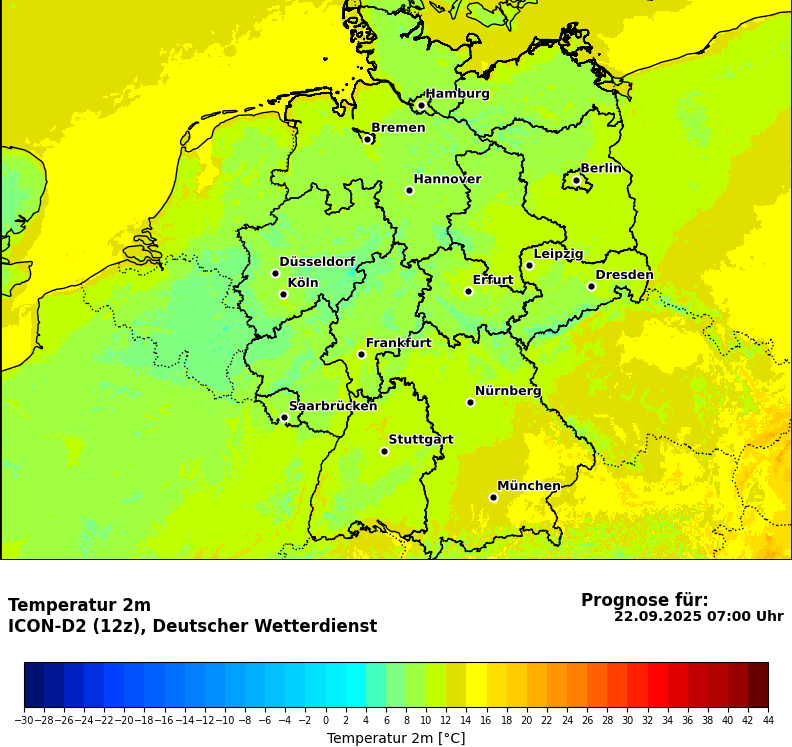 Hamburg
Bremen
Berlin
Hannover
Leipzig
Düsseldorf
Dresden
Köln
Erfurt
Frankfurt
Nürnberg
Saarbrücken
Stuttgart
München
Temperatur 2m
ICON-D2 (12z), Deutscher Wetterdienst
Prognose für:
22.09.2025 07:00 Uhr
−30 −28 −26 −24 −22 −20 −18 −16 −14 −12 −10 −8 −6 −4 −2 0 2 4 6 8 10 12 14 16 18 20 22 24 26 28 30 32 34 36 38 40 42 44
Temperatur 2m [°C]